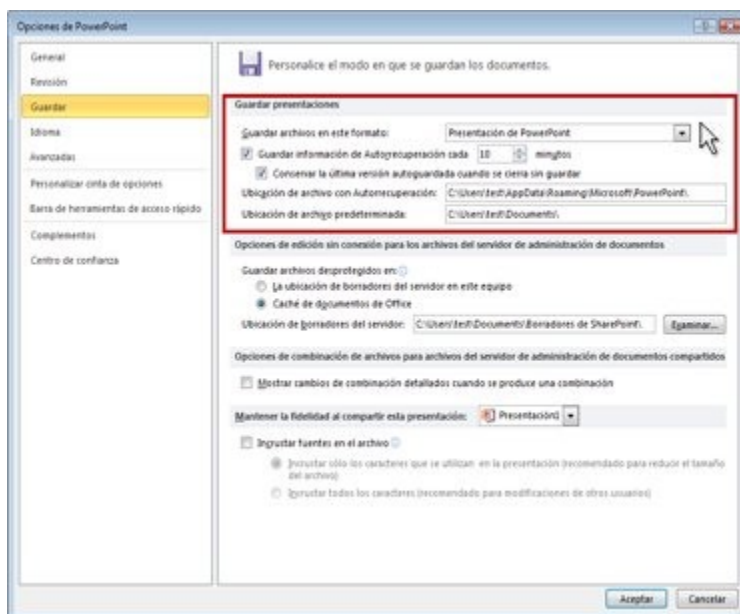 Opciones de PowerPoint
General
Revisión
Guardar
Idioma
Avanzadas
Personalizar cinta de opciones
Barra de herramientas de acceso rápido
Complementos
Centro de confianza
Personalice el modo en que se guardan los documentos.
Guardar presentaciones
Guardar archivos en este formato: Presentación de PowerPoint
Guardar información de Autorrecuperación cada 10 minutos
Conservar la última versión autoguardada cuando se cierra sin guardar
Ubicación de archivo con Autorrecuperación: C:\Users\test\AppData\Roaming\Microsoft\PowerPoint\
Ubicación de archivo predeterminada: C:\Users\test\Documents\
Opciones de edición sin conexión para los archivos del servidor de administración de documentos
Guardar archivos desprotegidos en:
La ubicación de borradores del servidor en este equipo
Caché de documentos de Office
Ubicación de borradores del servidor: C:\Users\test\Documents\Borradores de SharePoint\
Examinar...
Opciones de combinación de archivos para archivos del servidor de administración de documentos compartidos
Mostrar cambios de combinación detallados cuando se produce una combinación
Mantener la fidelidad al compartir esta presentación: Presentación1
Incrustar fuentes en el archivo
Incrustar sólo los caracteres que se utilizan en la presentación (recomendado para reducir el tamaño
del archivo)
Incrustar todos los caracteres (recomendado para modificaciones de otros usuarios)
Aceptar
Cancelar